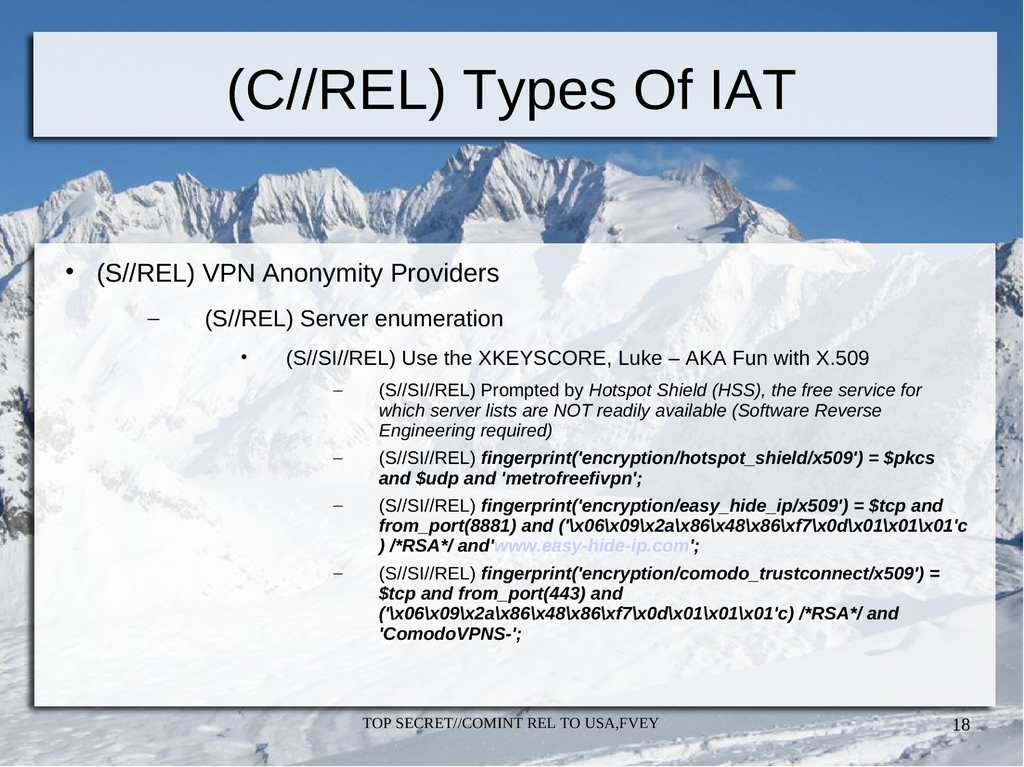 (C//REL) Types Of IAT
• (S//REL) VPN Anonymity Providers
– (S//REL) Server enumeration
• (S//SI//REL) Use the XKEYSCORE, Luke – AKA Fun with X.509
– (S//SI//REL) Prompted by Hotspot Shield (HSS), the free service for
which server lists are NOT readily available (Software Reverse
Engineering required)
– (S//SI//REL) fingerprint('encryption/hotspot_shield/x509') = $pkcs
and $udp and 'metrofreefivpn';
– (S//SI//REL) fingerprint('encryption/easy_hide_ip/x509') = $tcp and
from_port(8881) and ('\x06\x09\x2a\x86\x48\x86\xf7\x0d\x01\x01\x01'c
) /*RSA*/ and'www.easy-hide-ip.com';
– (S//SI//REL) fingerprint('encryption/comodo_trustconnect/x509') =
$tcp and from_port(443) and
('\x06\x09\x2a\x86\x48\x86\xf7\x0d\x01\x01\x01'c) /*RSA*/ and
'ComodoVPNS-';
TOP SECRET//COMINT REL TO USA,FVEY
18